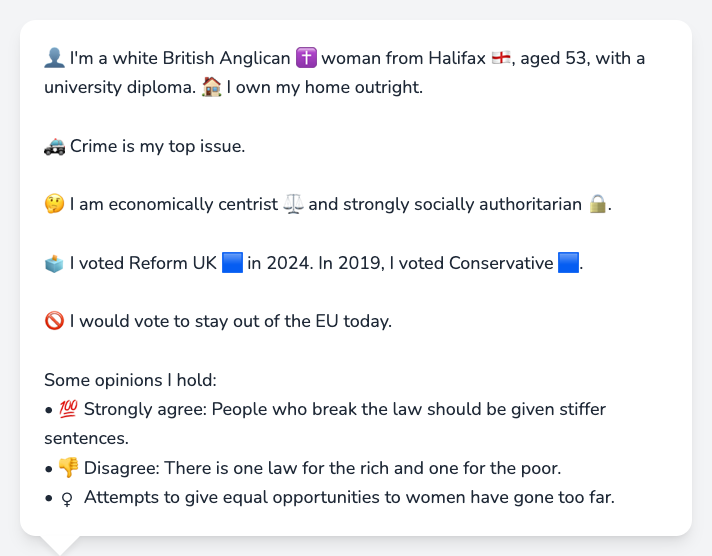 👤 I'm a white British Anglican ✝️ woman from Halifax 🏴󠁧󠁢󠁥󠁮󠁧󠁿, aged 53, with a
university diploma. 🏠 I own my home outright.
🚓 Crime is my top issue.
🤔 I am economically centrist ⚖️ and strongly socially authoritarian 🔒.
🗳️ I voted Reform UK 🟦 in 2024. In 2019, I voted Conservative 🟦.
🚫 I would vote to stay out of the EU today.
Some opinions I hold:
• 💯 Strongly agree: People who break the law should be given stiffer
sentences.
• 👎 Disagree: There is one law for the rich and one for the poor.
• ♀ Attempts to give equal opportunities to women have gone too far.